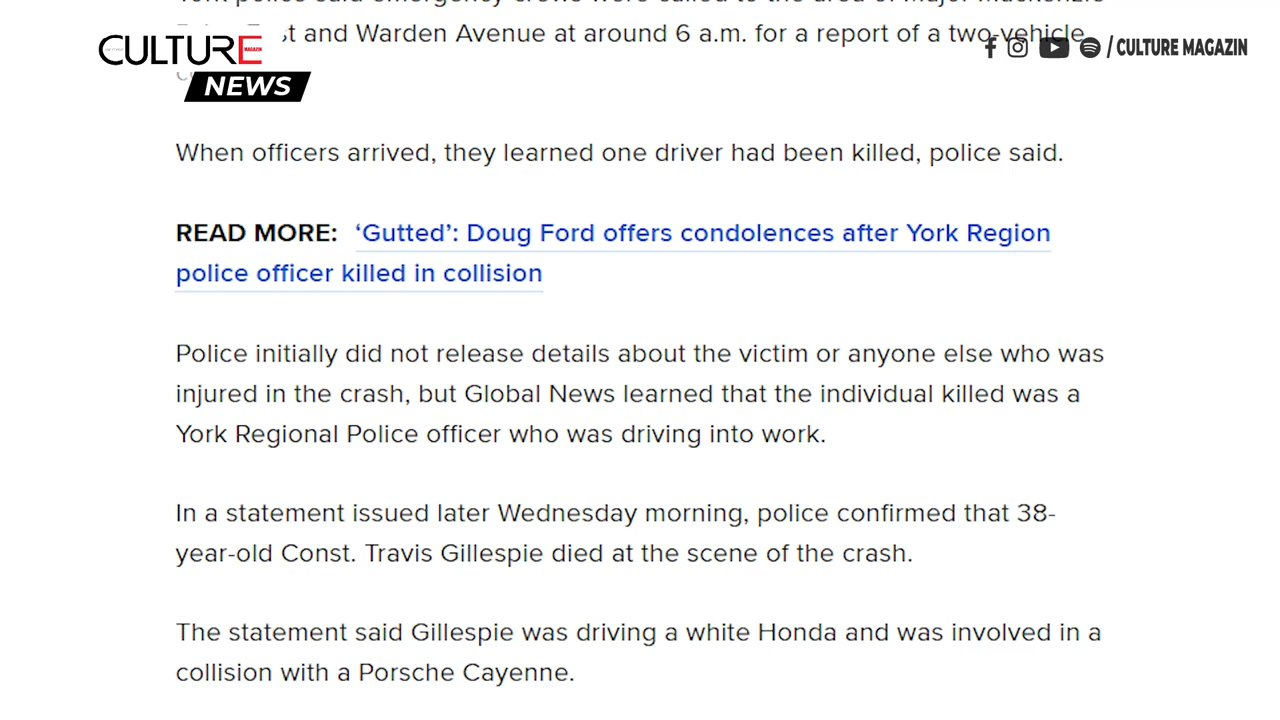 York police said emergency crews were called to the area of Major Mackenzie
CULTURE
MAGAZIN
st and Warden Avenue at around 6 a.m. for a report of a two-vehicle
/ CULTURE MAGAZIN
NEWS
When officers arrived, they learned one driver had been killed, police said.
READ MORE: ‘Gutted’: Doug Ford offers condolences after York Region
police officer killed in collision
Police initially did not release details about the victim or anyone else who was
injured in the crash, but Global News learned that the individual killed was a
York Regional Police officer who was driving into work.
In a statement issued later Wednesday morning, police confirmed that 38-
year-old Const. Travis Gillespie died at the scene of the crash.
The statement said Gillespie was driving a white Honda and was involved in a
collision with a Porsche Cayenne.